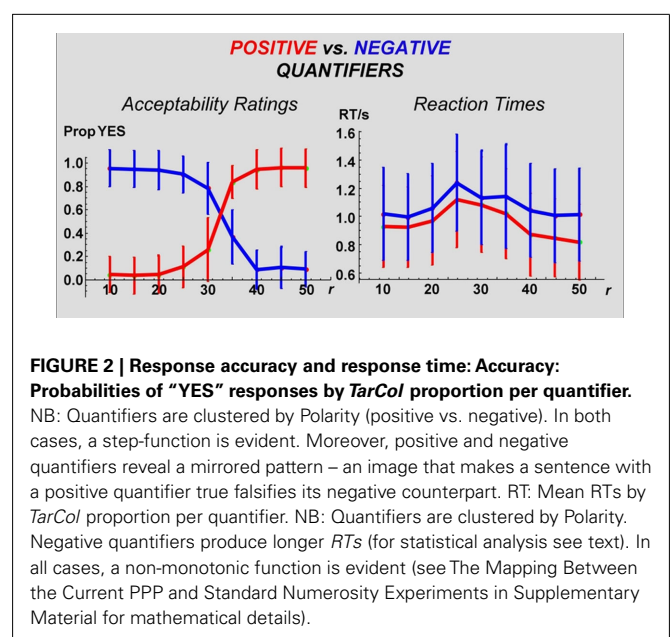 POSITIVE vs. NEGATIVE
QUANTIFIERS
Acceptability Ratings
Reaction Times
Prop YES
1.0
0.8
0.6
0.4
0.2
0.0
10 20 30 40 50 r
RT/s
1.6
1.4
1.2
1.0
0.8
0.6
10 20 30 40 50 r
FIGURE 2 | Response accuracy and response time: Accuracy:
Probabilities of “YES” responses by TarCol proportion per quantifier.
NB: Quantifiers are clustered by Polarity (positive vs. negative). In both
cases, a step-function is evident. Moreover, positive and negative
quantifiers reveal a mirrored pattern – an image that makes a sentence with
a positive quantifier true falsifies its negative counterpart. RT: Mean RTs by
TarCol proportion per quantifier. NB: Quantifiers are clustered by Polarity.
Negative quantifiers produce longer RTs (for statistical analysis see text). In
all cases, a non-monotonic function is evident (see The Mapping Between
the Current PPP and Standard Numerosity Experiments in Supplementary
Material for mathematical details).